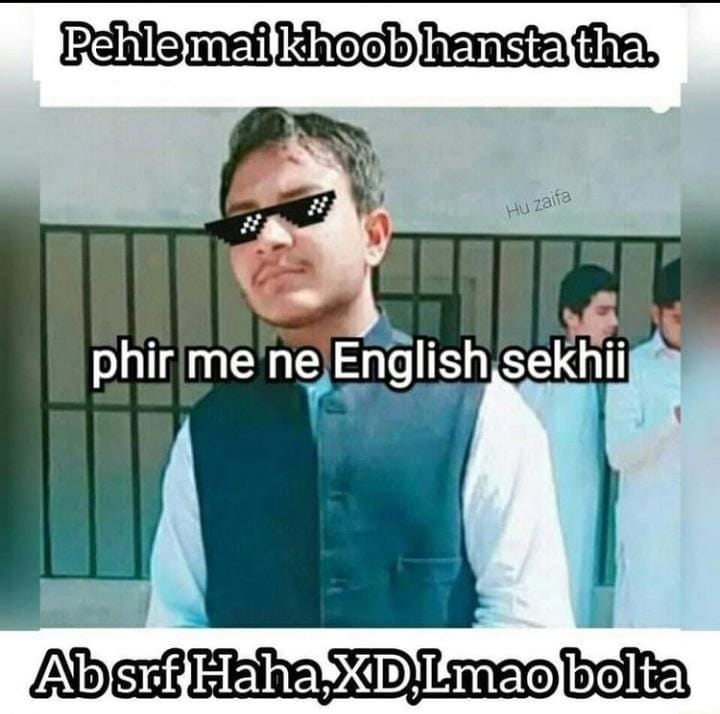 Pehle mai khoob hansta tha.
Hu zaifa
phir me ne English sekhii
Ab srf Haha,XD,Lmao bolta